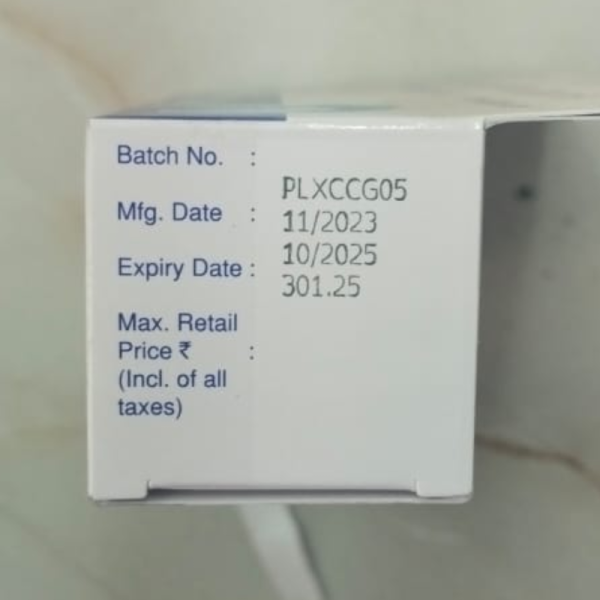 Batch No. :
PLXCCG05
Mfg. Date :
11/2023
10/2025
Expiry Date :
301.25
Max. Retail
Price ₹ :
(Incl. of all
taxes)